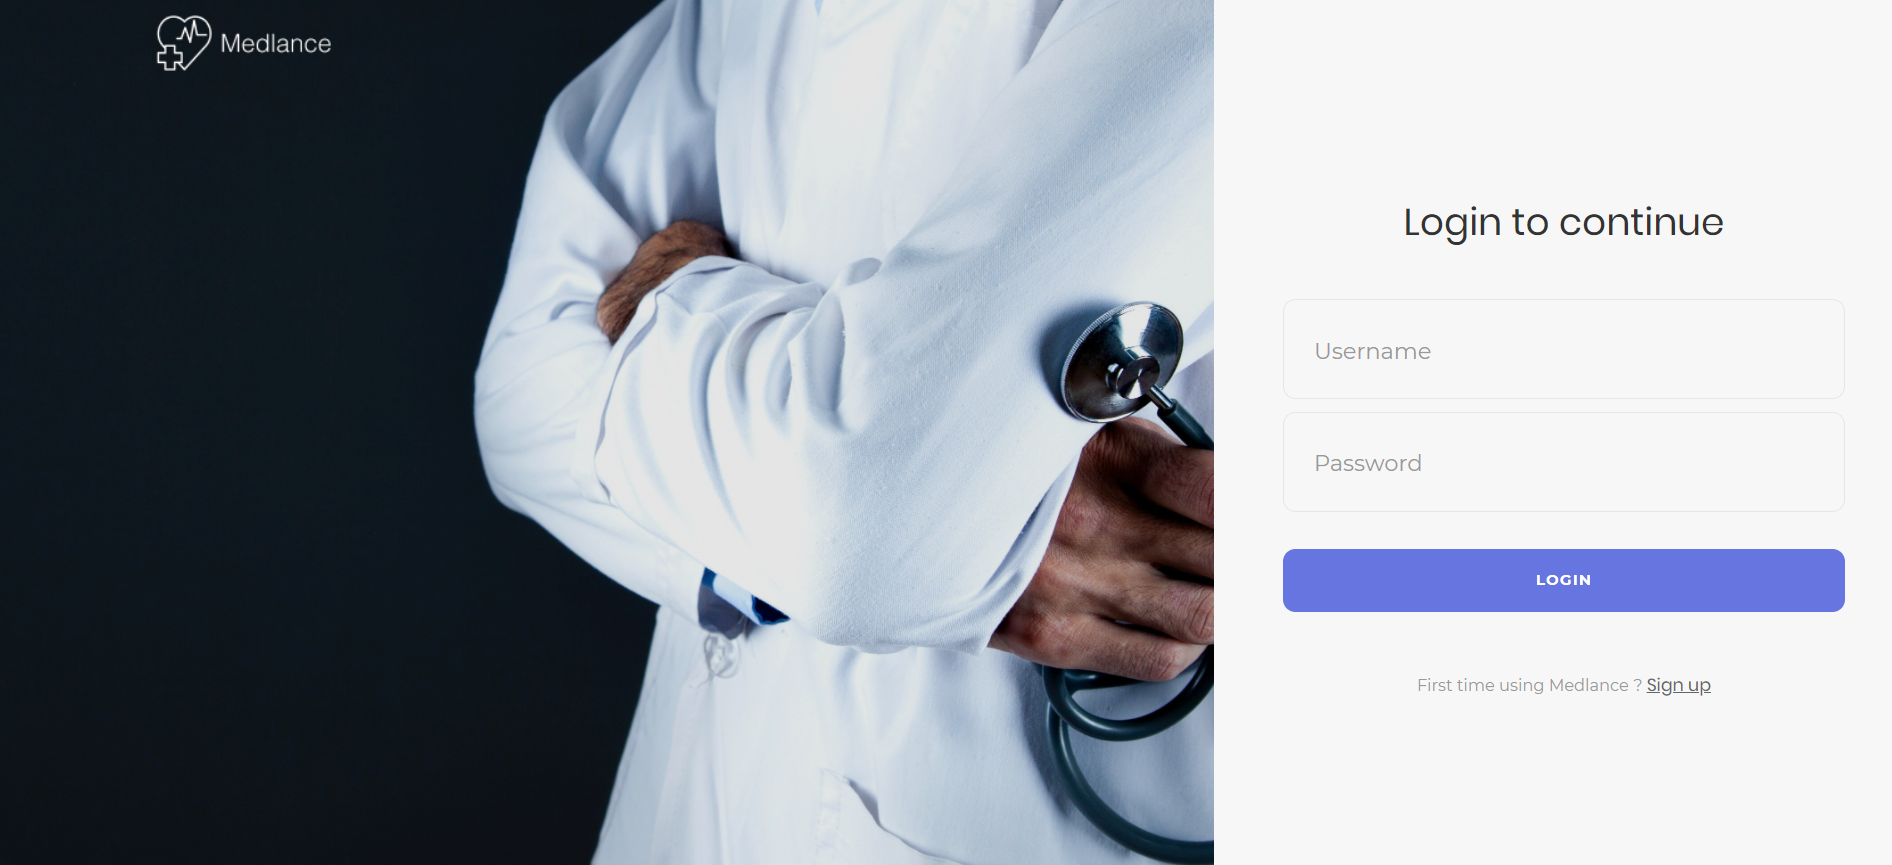 Medlance
Login to continue
Username
Password
LOGIN
First time using Medlance ? Sign up